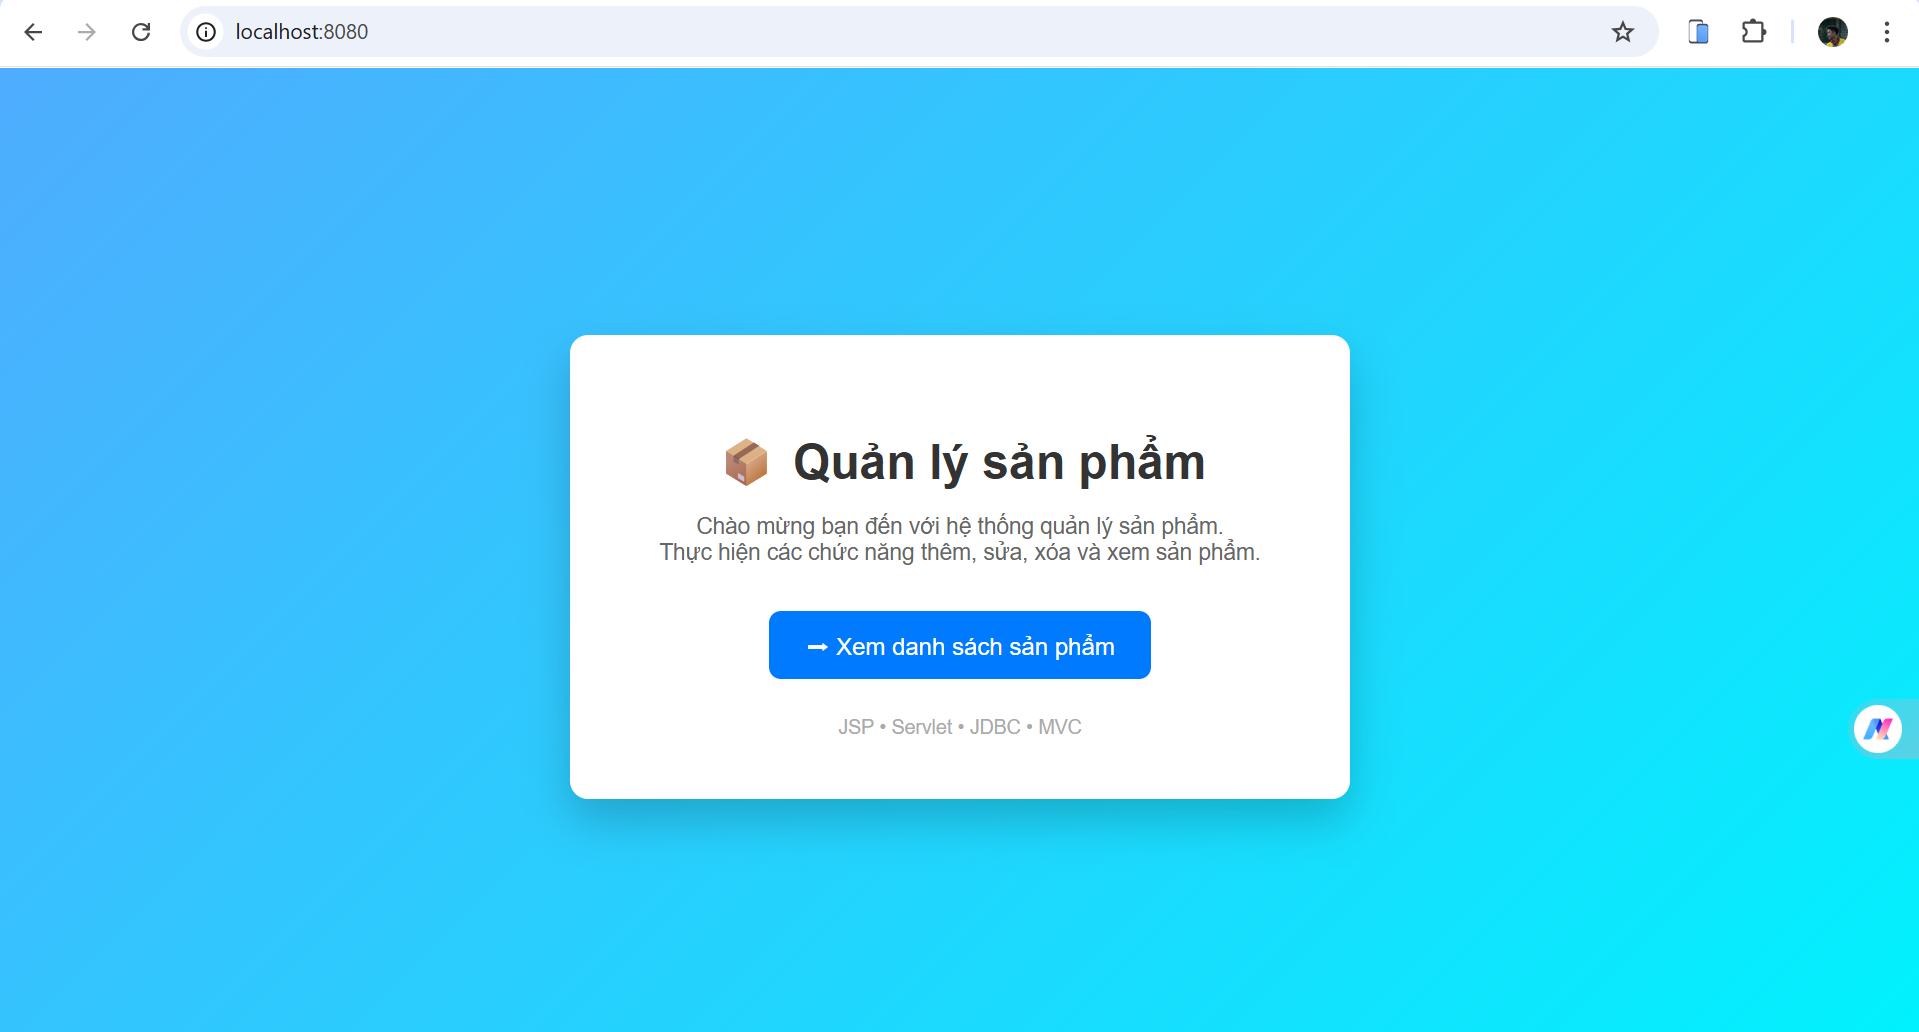 localhost:8080
📦 Quản lý sản phẩm
Chào mừng bạn đến với hệ thống quản lý sản phẩm.
Thực hiện các chức năng thêm, sửa, xóa và xem sản phẩm.
➞ Xem danh sách sản phẩm
JSP • Servlet • JDBC • MVC